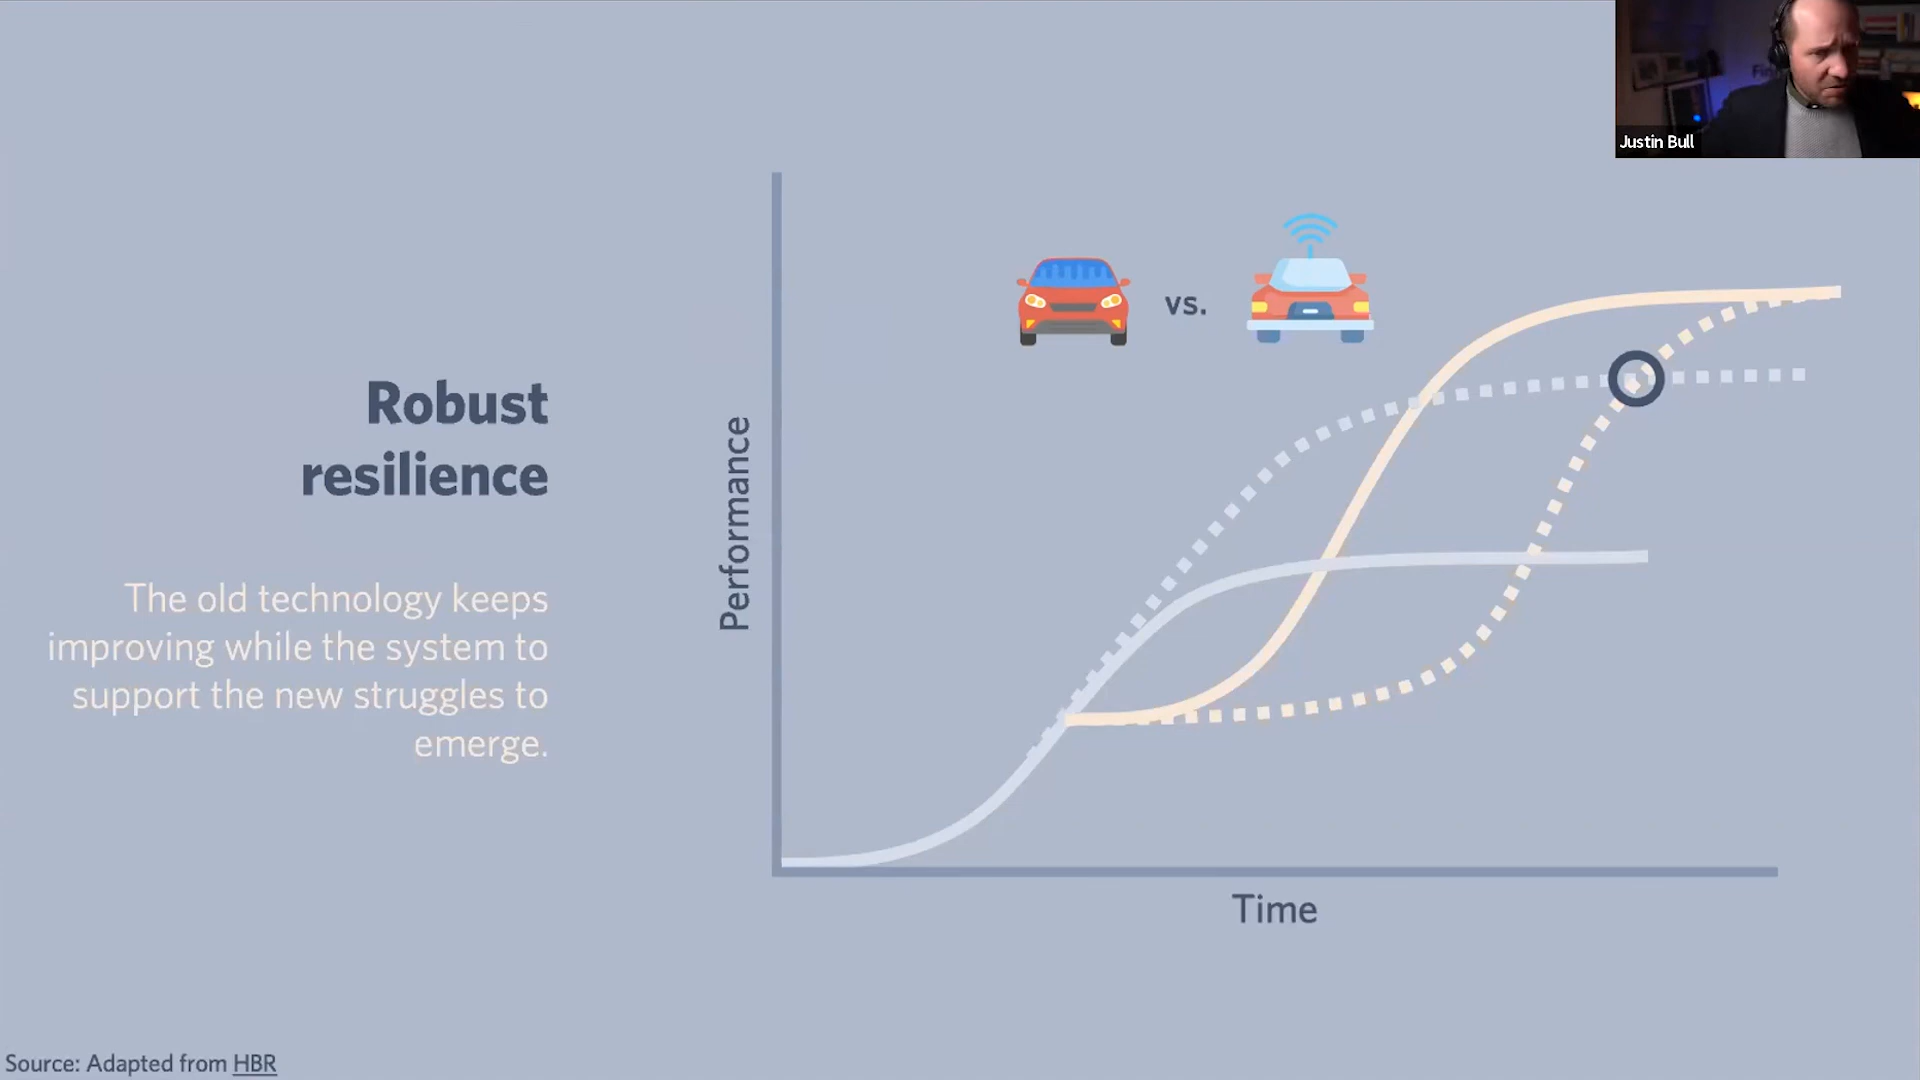 Justin Bull
vs.
Robust
resilience
The old technology keeps
improving while the system to
support the new struggles to
emerge.
Performance
Time
Source: Adapted from HBR